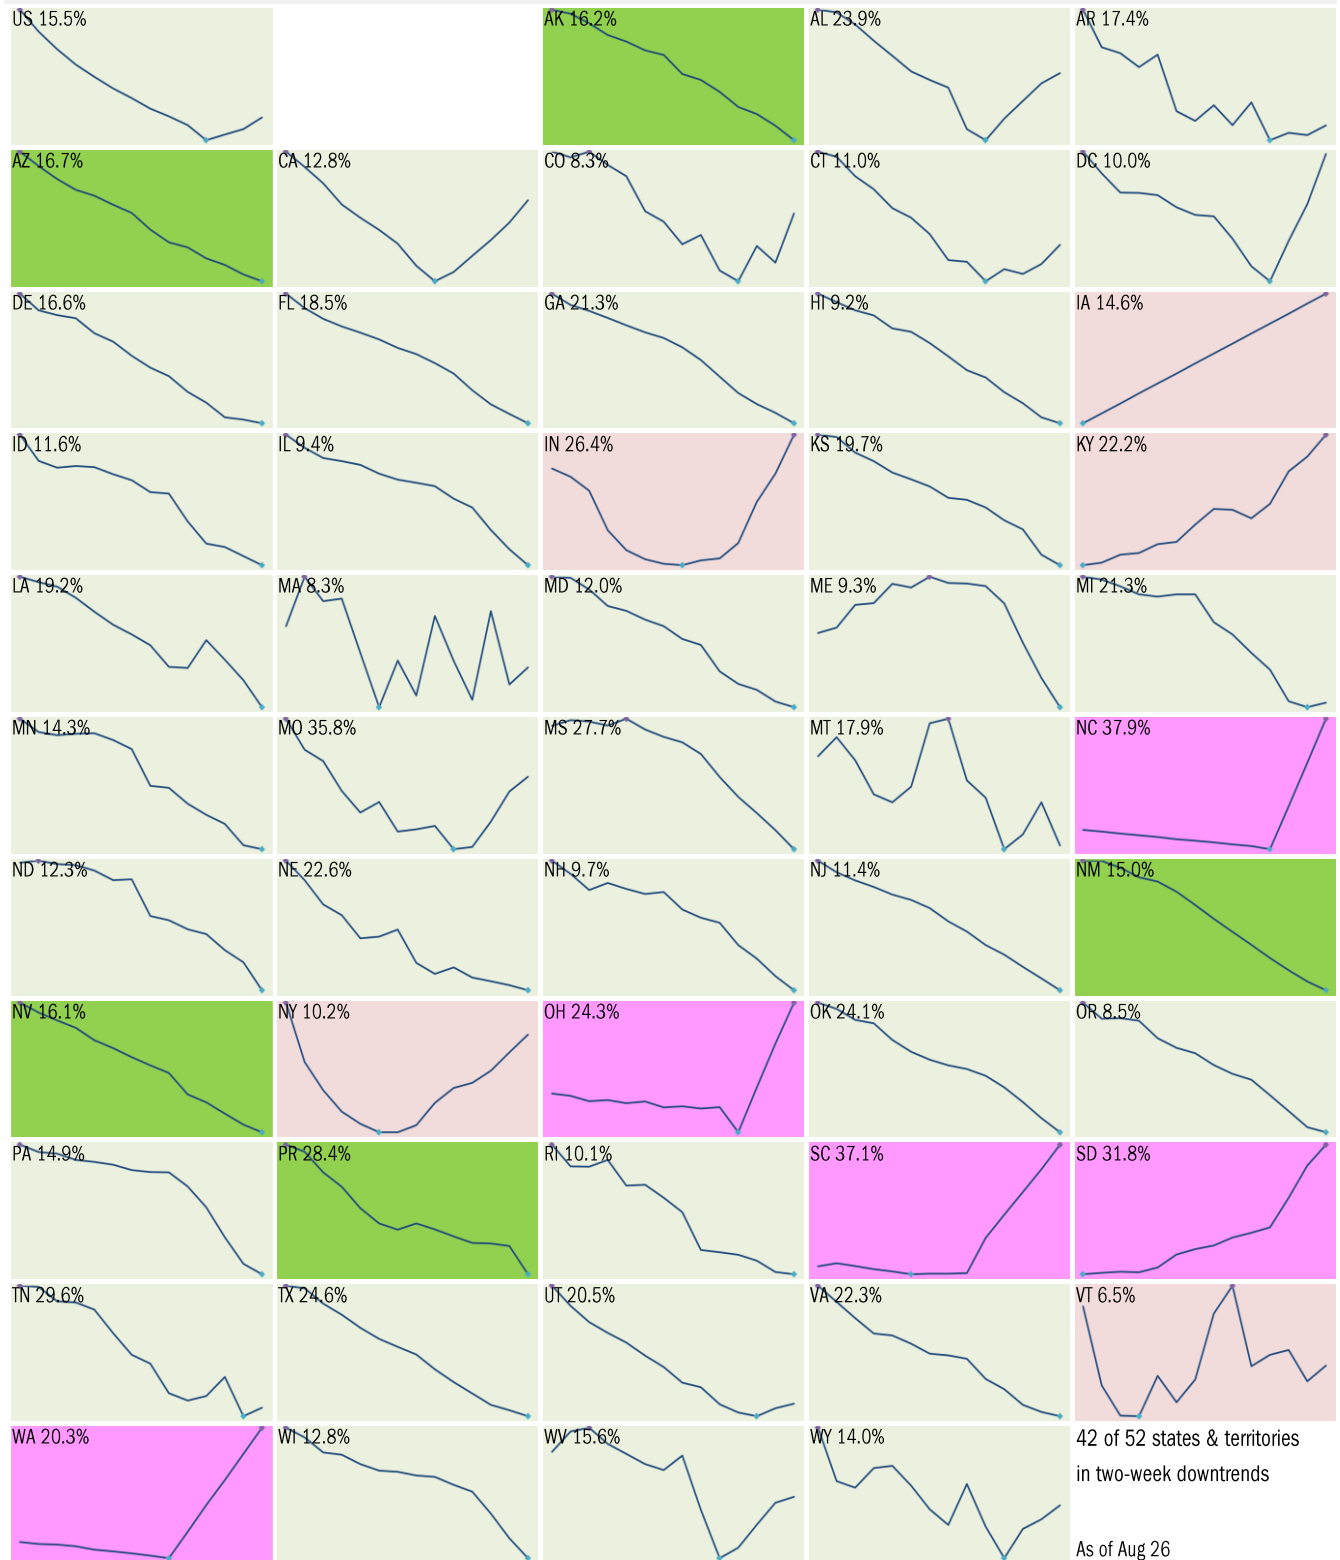 US 15.5%
AK 16.2%
AL 23.9%
AR 17.4%
AZ 16.7%
CA 12.8%
CO 8.3%
CT 11.0%
DC 10.0%
DE 16.6%
FL 18.5%
GA 21.3%
HI 9.2%
IA 14.6%
ID 11.6%
IL 9.4%
IN 26.4%
KS 19.7%
KY 22.2%
LA 19.2%
MA 8.3%
MD 12.0%
ME 9.3%
MI 21.3%
MN 14.3%
MO 35.8%
MS 27.7%
MT 17.9%
NC 37.9%
ND 12.3%
NE 22.6%
NH 9.7%
NJ 11.4%
NM 15.0%
NV 16.1%
NY 10.2%
OH 24.3%
OK 24.1%
OR 8.5%
PA 14.9%
PR 28.4%
RI 10.1%
SC 37.1%
SD 31.8%
TN 29.6%
TX 24.6%
UT 20.5%
VA 22.3%
VT 6.5%
WA 20.3%
WI 12.8%
WV 15.6%
WY 14.0%
42 of 52 states & territories
in two-week downtrends
As of Aug 26